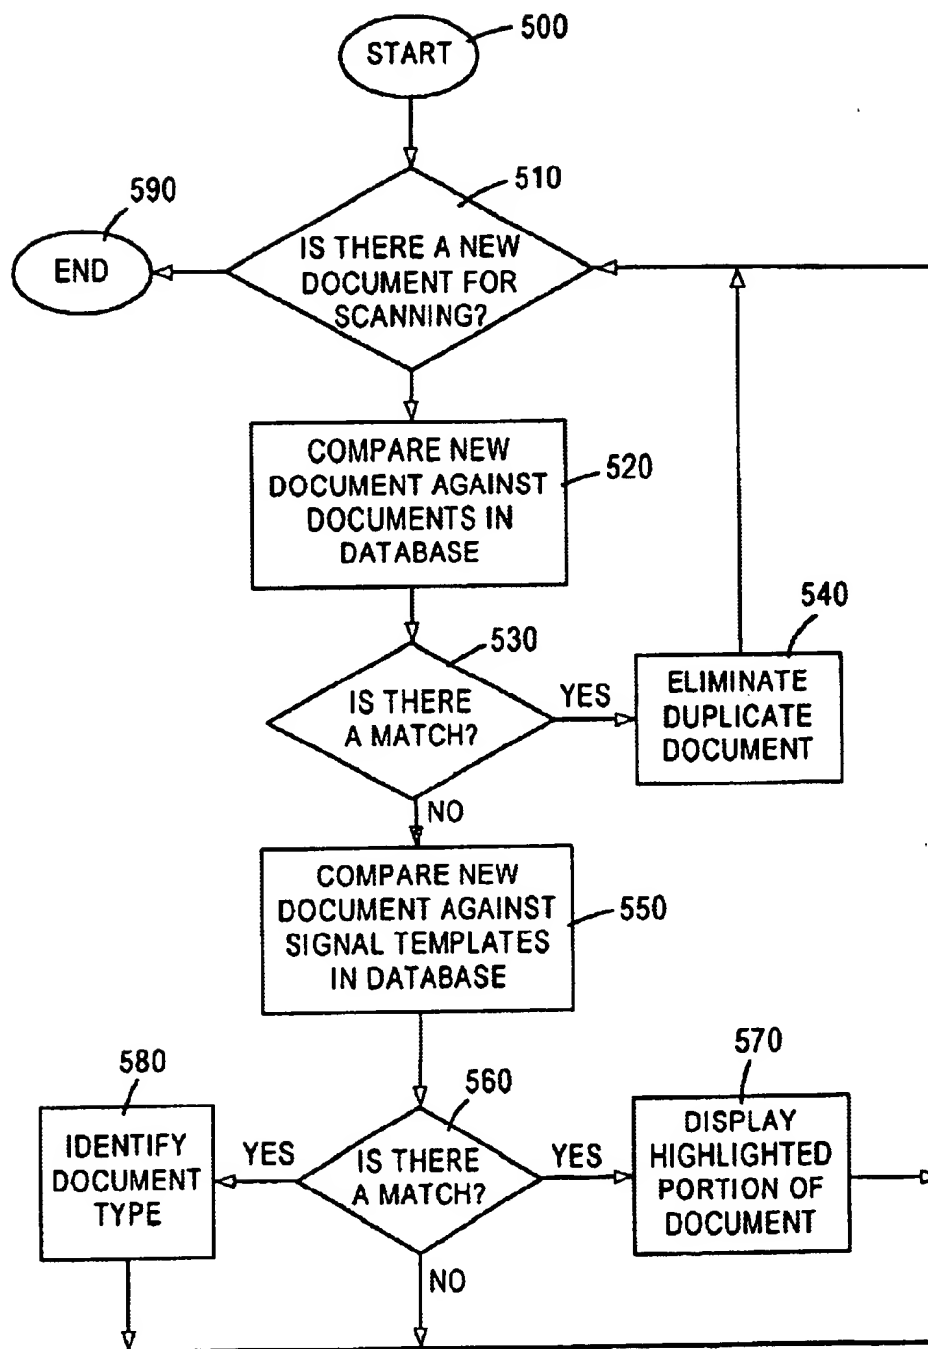 500
START
510
590
IS THERE A NEW
DOCUMENT FOR
SCANNING?
END
COMPARE NEW
DOCUMENT AGAINST
DOCUMENTS IN
DATABASE
520
530
540
IS THERE
A MATCH?
YES
ELIMINATE
DUPLICATE
DOCUMENT
NO
COMPARE NEW
DOCUMENT AGAINST
SIGNAL TEMPLATES
IN DATABASE
550
580
560
570
IDENTIFY
DOCUMENT
TYPE
YES
IS THERE
A MATCH?
YES
DISPLAY
HIGHLIGHTED
PORTION OF
DOCUMENT
NO